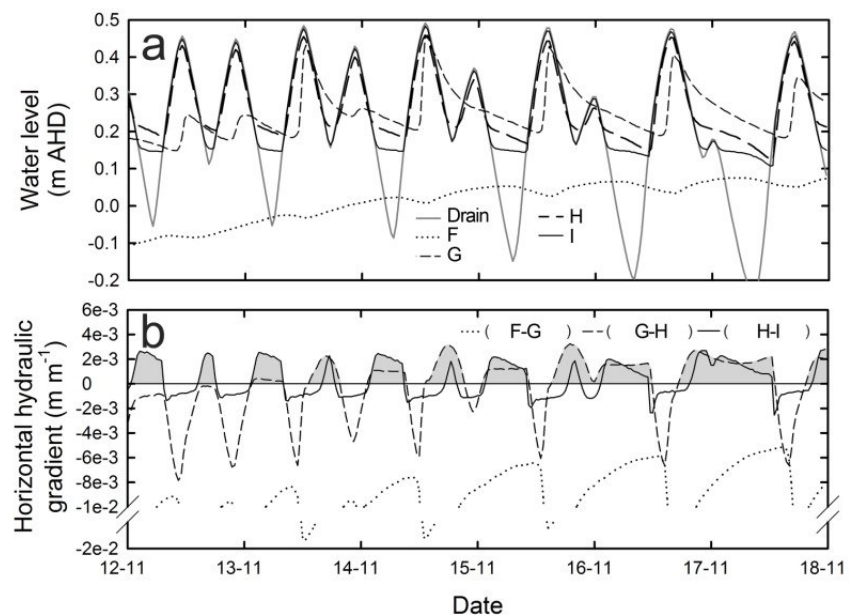 a
Water level
(m AHD)
0.5
0.4
0.3
0.2
0.1
0.0
-0.1
-0.2
Drain
F
G
H
I
b
Horizontal hydraulic
gradient (m m⁻¹)
6e-3
4e-3
2e-3
0
-2e-3
-4e-3
-6e-3
-8e-3
-1e-2
-2e-2
( F-G )
( G-H )
( H-I )
12-11 13-11 14-11 15-11 16-11 17-11 18-11
Date